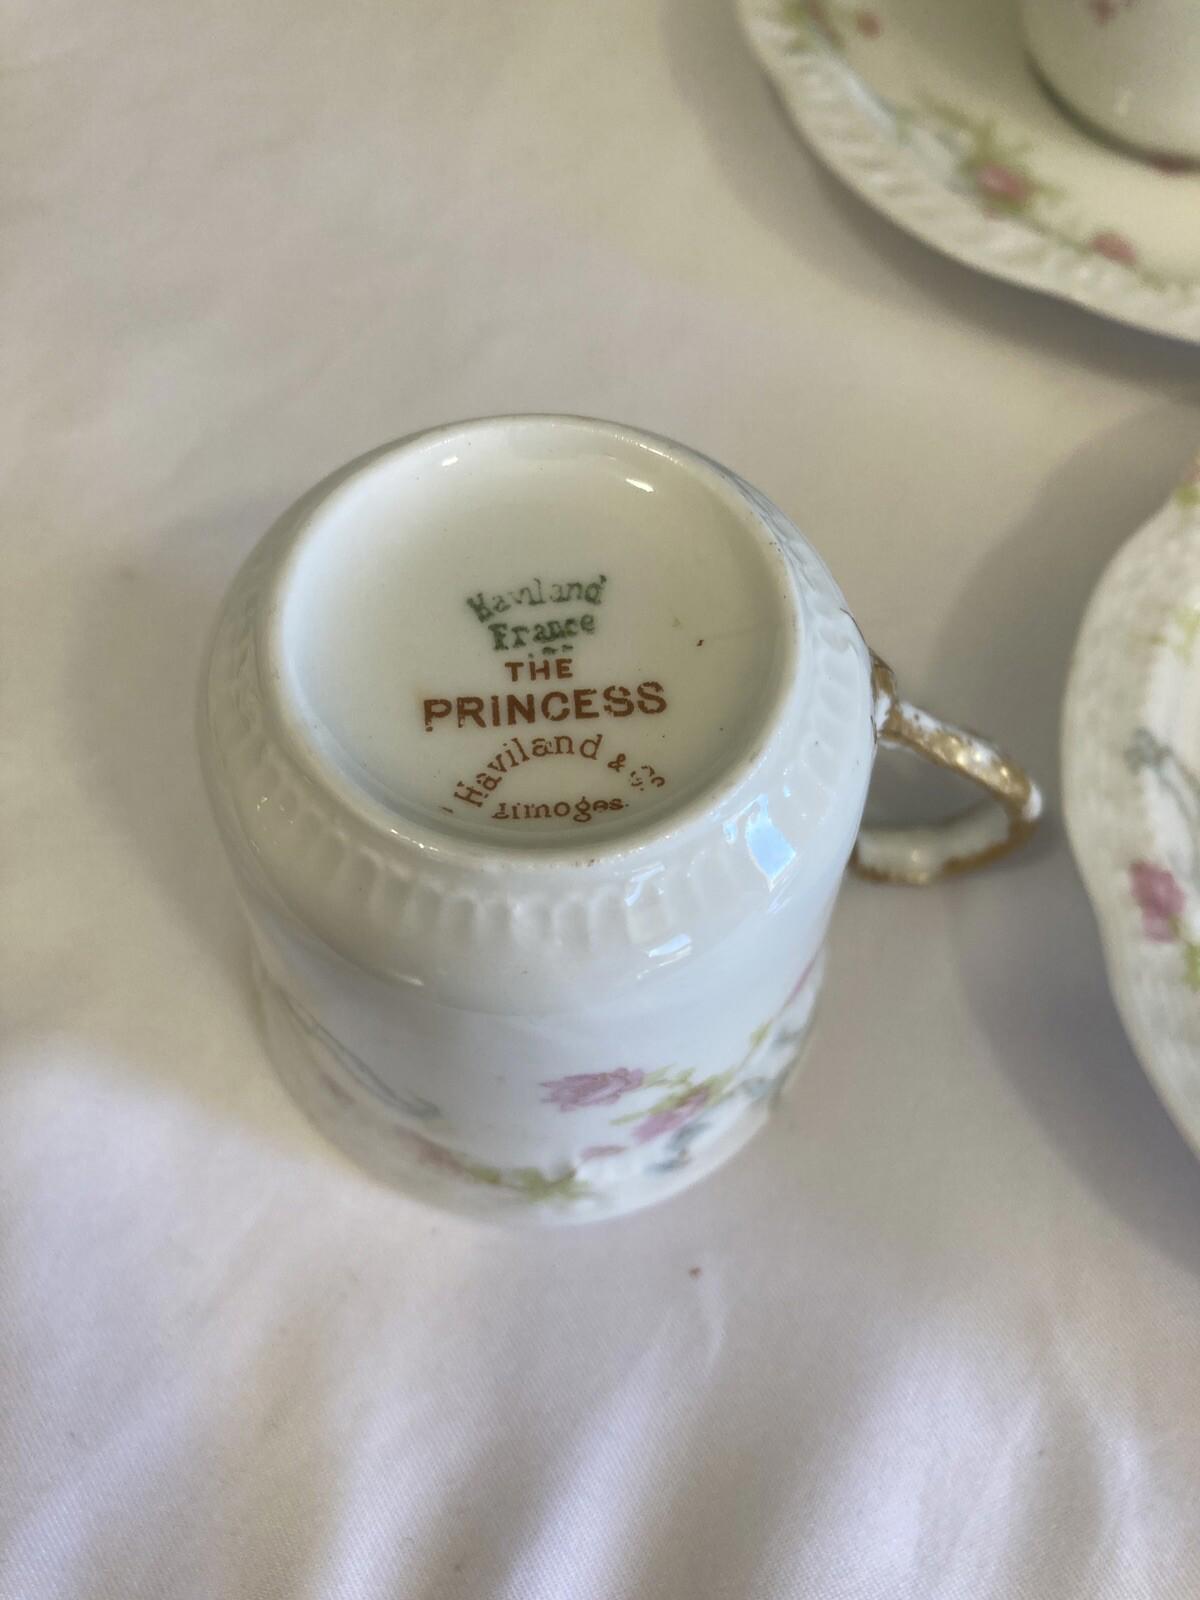 Haviland
France
THE
PRINCESS
Haviland & Co
Limoges.